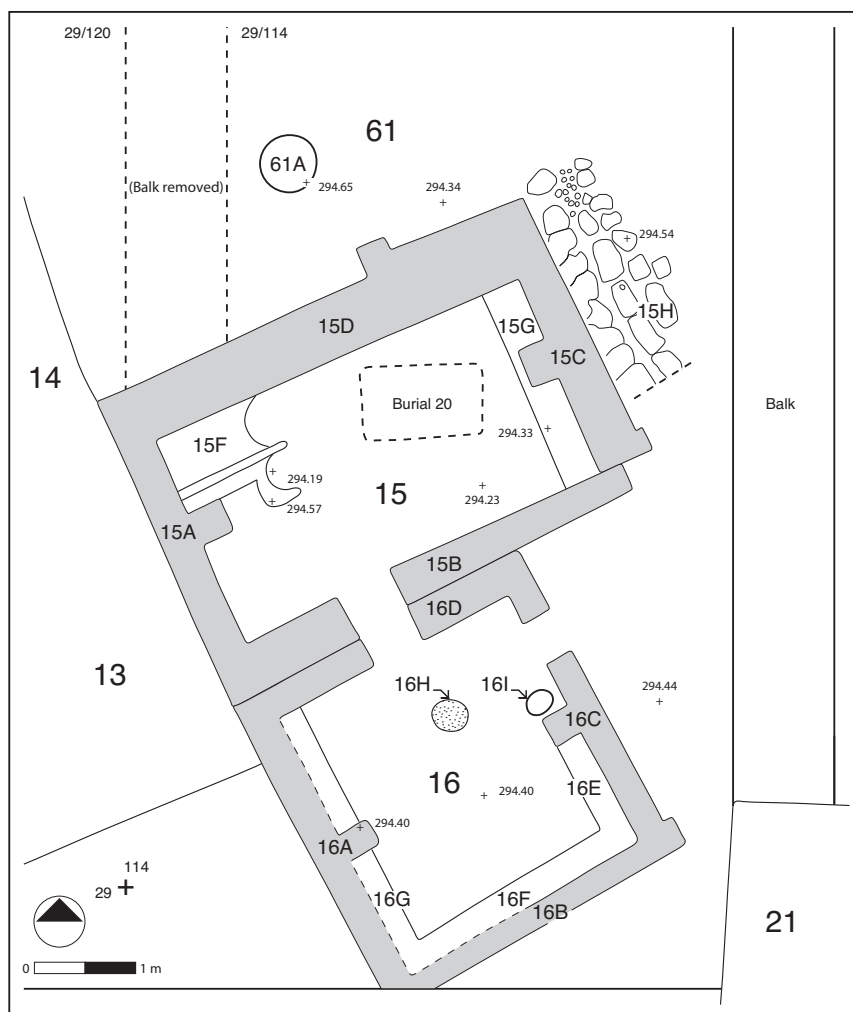 29/120
29/114
61
61A
(Balk removed)
294.65
294.34
294.54
15H
15D
15G
15C
14
Burial 20
Balk
15F
294.33
294.19
15
294.23
294.57
15A
15B
16D
13
16H
16I
294.44
16C
16
294.40
16E
294.40
16A
114
29
16G
16F
16B
21
0
1 m